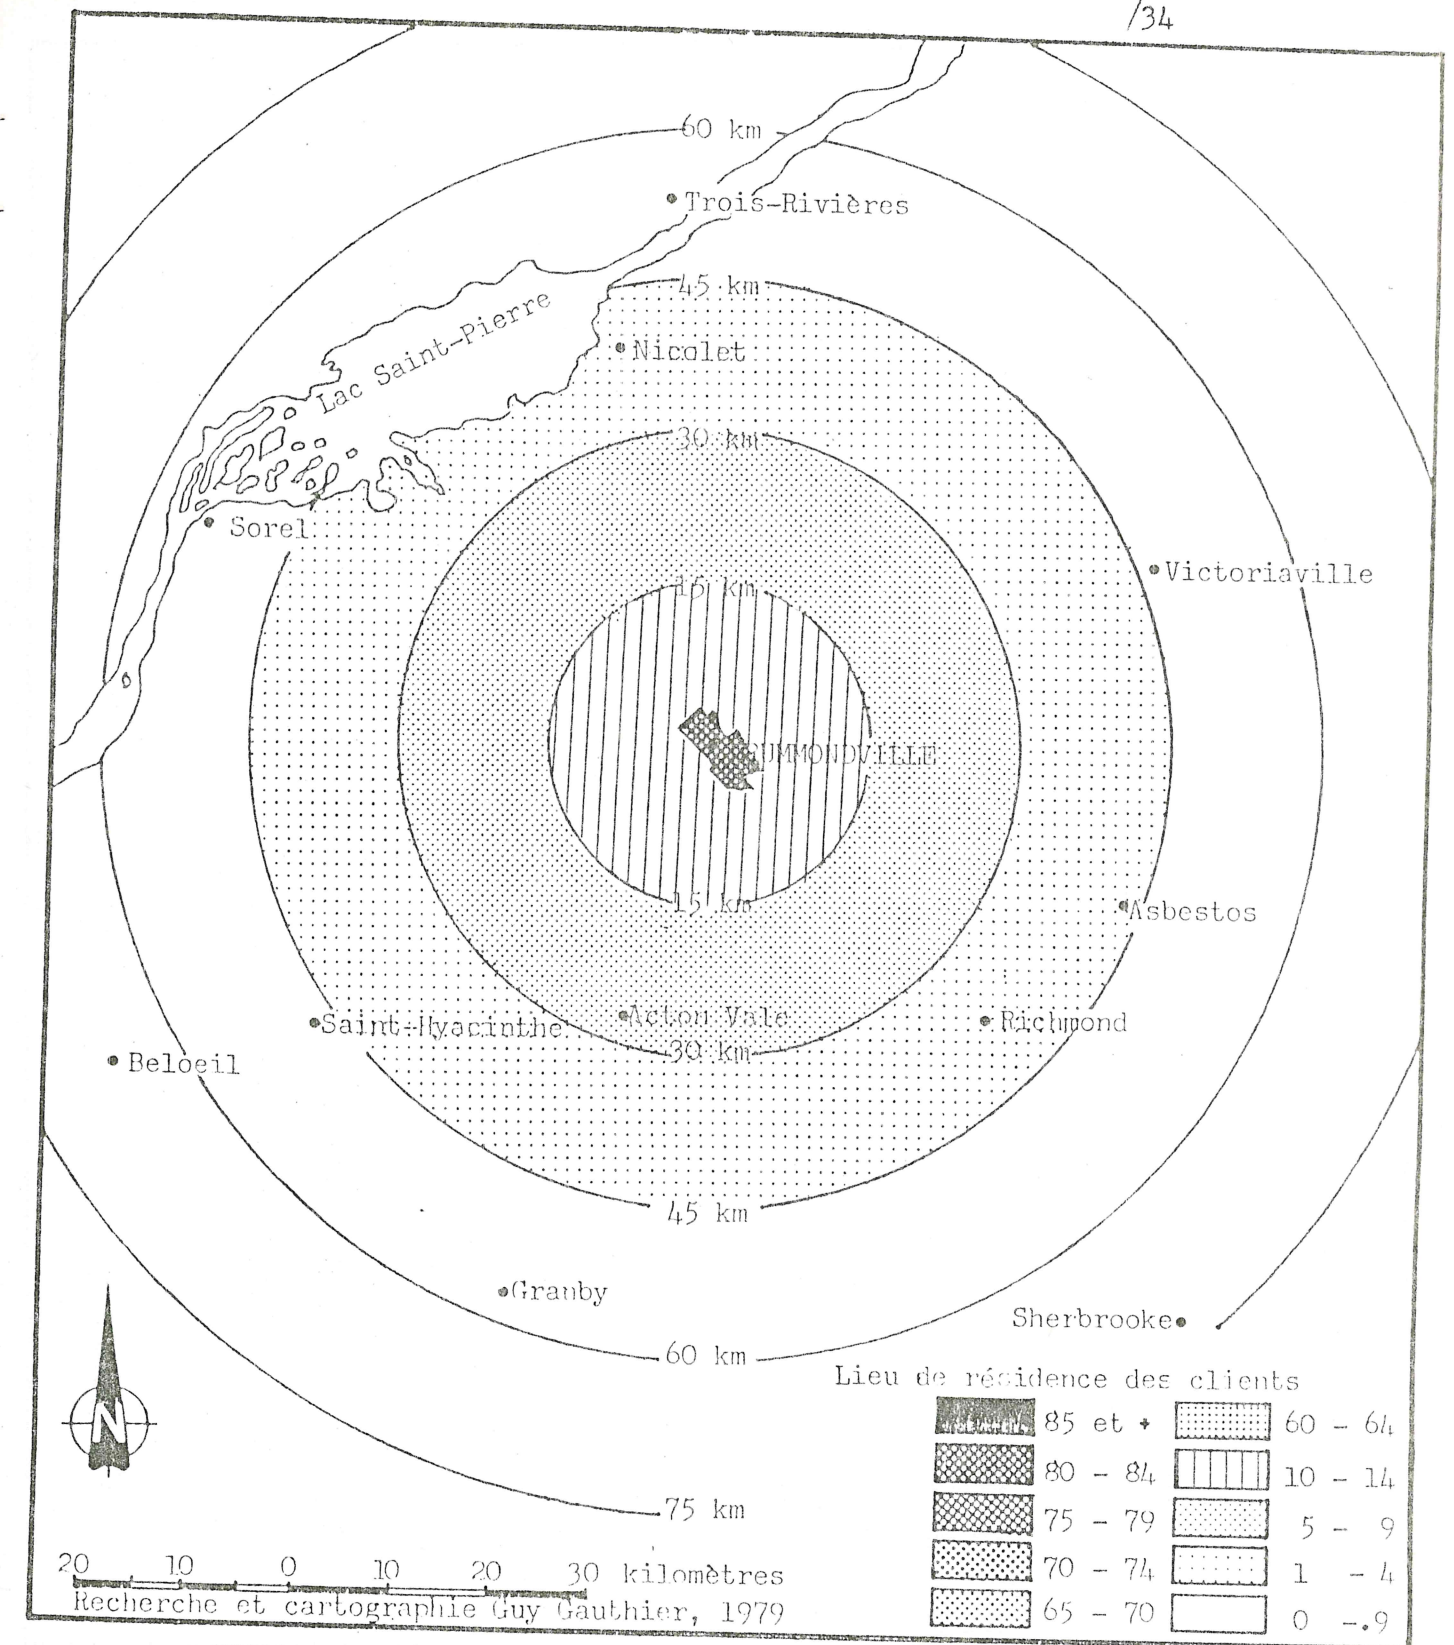 /34
60 km
Trois-Rivières
45 km
Lac Saint-Pierre
Nicolet
30 km
Sorel
Victoriaville
15 km
15 km
Asbestos
Saint-Hyacinthe
Acton Vale
Richmond
30 km
Beloeil
45 km
Granby
Sherbrooke
60 km
Lieu de résidence des clients
85 et + 60 - 64
80 - 84 10 - 14
75 - 79 5 - 9
70 - 74 1 - 4
65 - 70 0 -.9
N
75 km
20 10 0 10 20 30 kilomètres
Recherche et cartographie Guy Gauthier, 1979